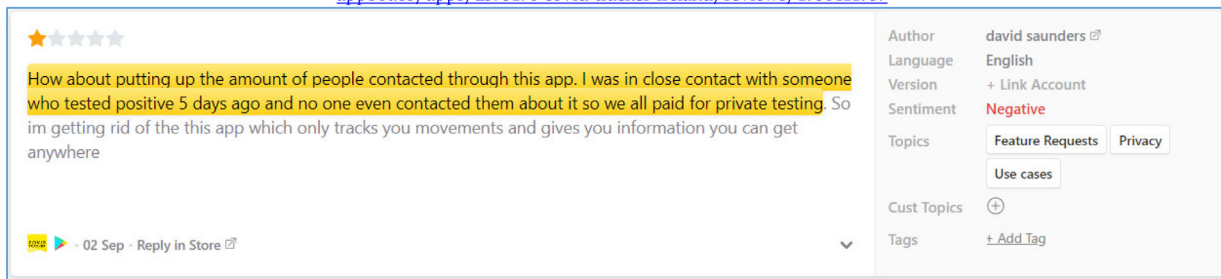 How about putting up the amount of people contacted through this app. I was in close contact with someone
who tested positive 5 days ago and no one even contacted them about it so we all paid for private testing. So
im getting rid of the this app which only tracks you movements and gives you information you can get
anywhere
- 02 Sep - Reply in Store
Author david saunders
Language English
Version + Link Account
Sentiment Negative
Topics Feature Requests Privacy
Use cases
Cust Topics
Tags + Add Tag